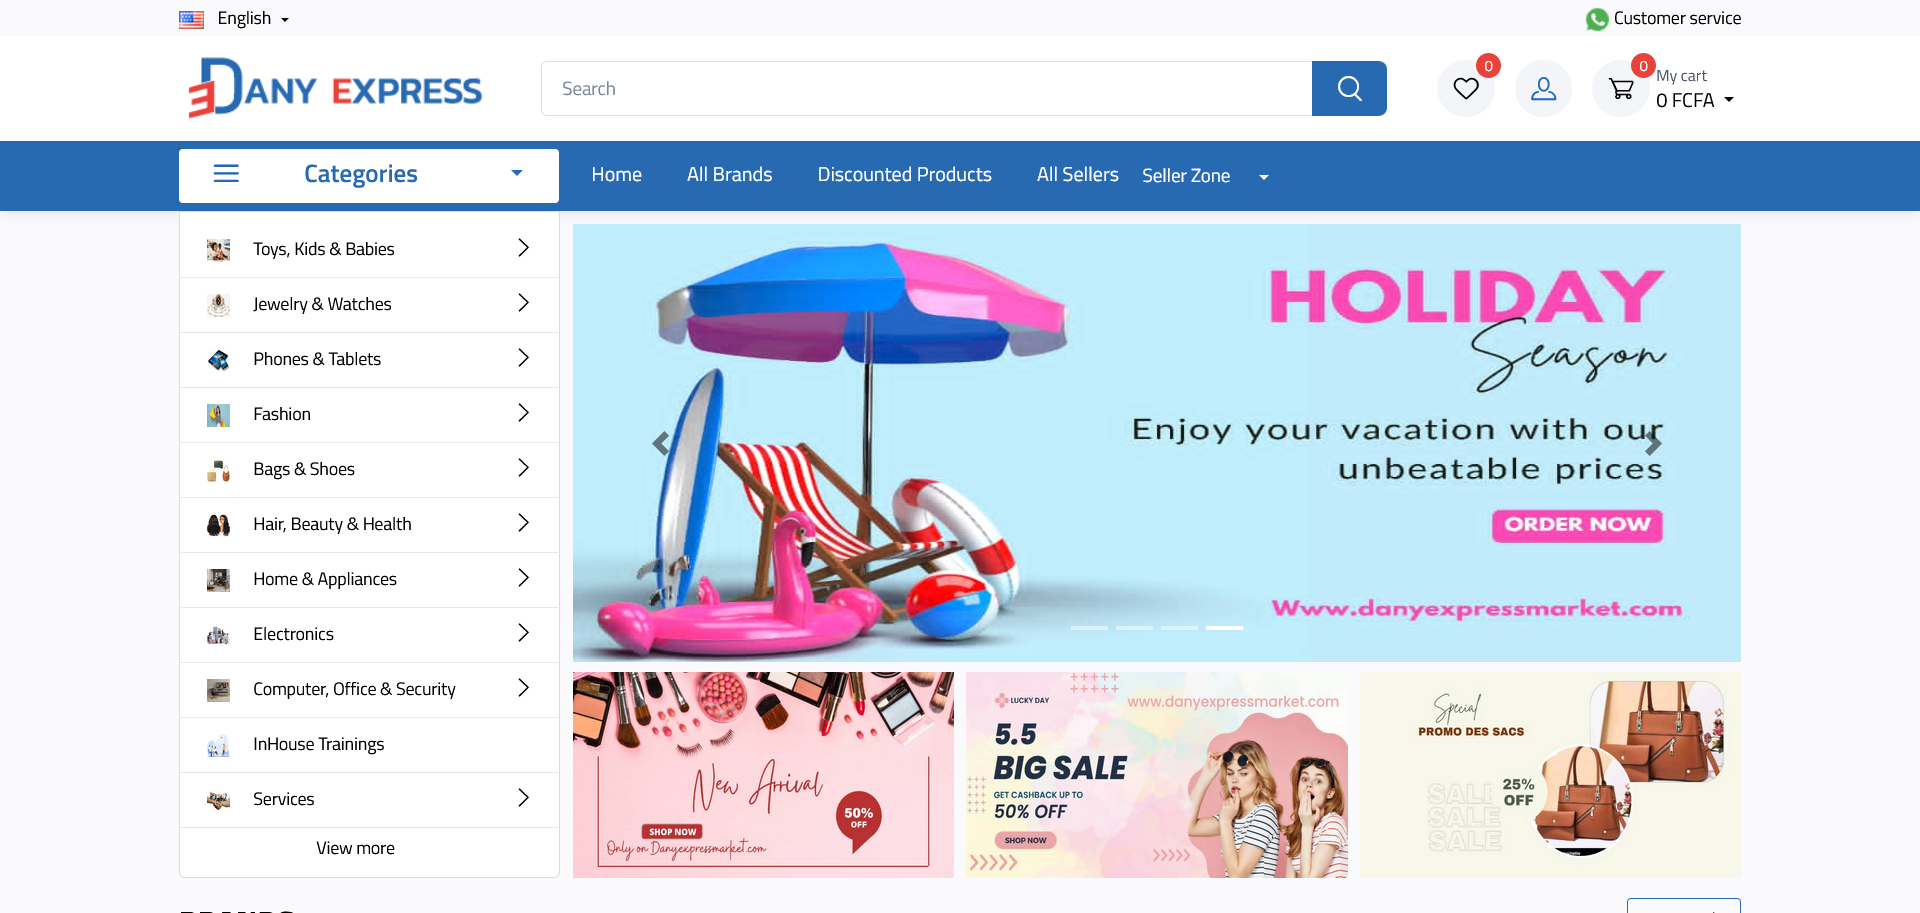 English
Customer service
DANY EXPRESS
Search
0
0
My cart
0 FCFA
Categories
Home
All Brands
Discounted Products
All Sellers
Seller Zone
Toys, Kids & Babies
Jewelry & Watches
Phones & Tablets
Fashion
Bags & Shoes
Hair, Beauty & Health
Home & Appliances
Electronics
Computer, Office & Security
InHouse Trainings
Services
View more
HOLIDAY
Season
Enjoy your vacation with our
unbeatable prices
ORDER NOW
Www.danyexpressmarket.com
New Arrival
50%
OFF
SHOP NOW
Only on Danyexpressmarket.com
LUCKY DAY
www.danyexpressmarket.com
5.5
BIG SALE
GET CASHBACK UP TO
50% OFF
SHOP NOW
Special
PROMO DES SACS
25%
OFF
SALE
SALE
SALE